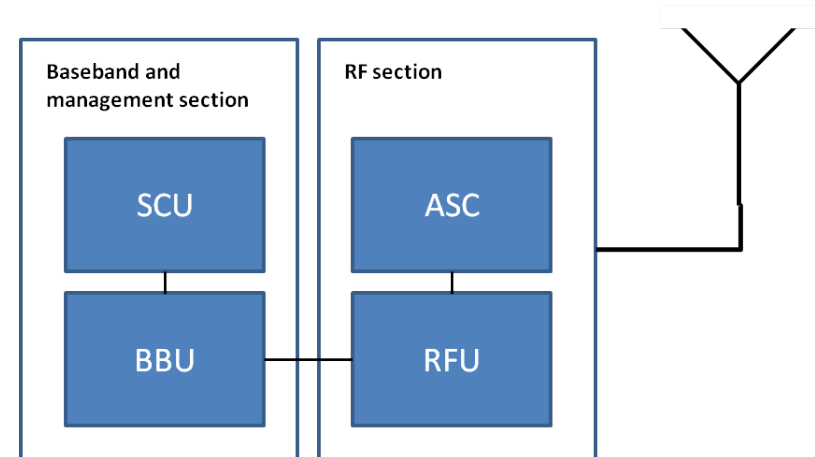 Baseband and
management section
RF section
SCU
ASC
BBU
RFU